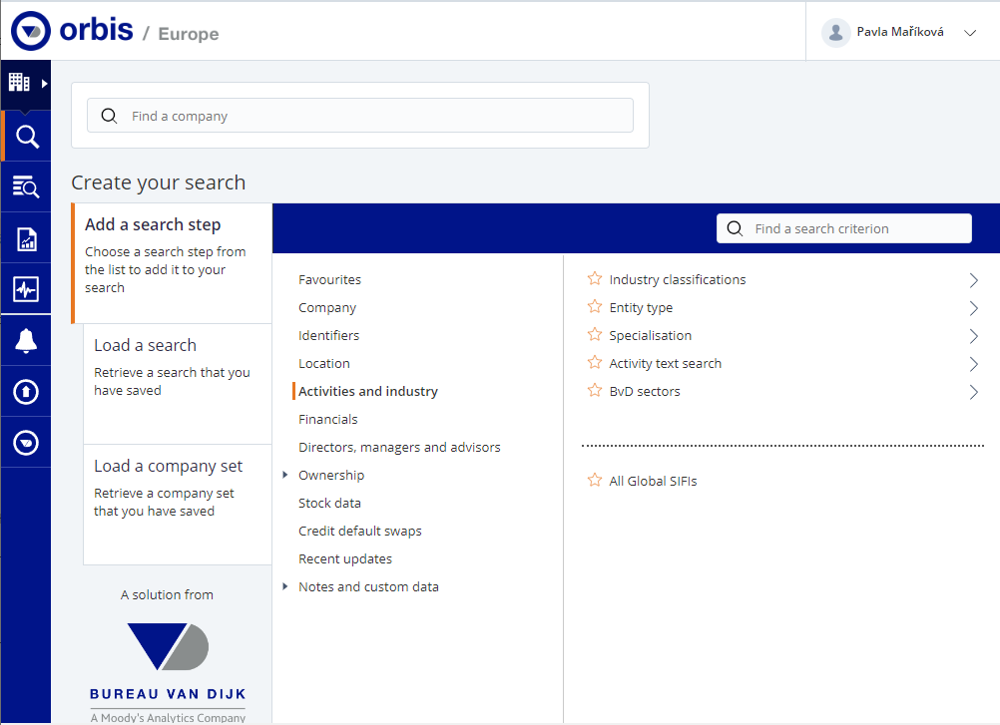 orbis / Europe
Pavla Maříková
Find a company
Create your search
Add a search step
Choose a search step from
the list to add it to your
search
Load a search
Retrieve a search that you
have saved
Load a company set
Retrieve a company set
that you have saved
A solution from
BUREAU VAN DIJK
A Moody's Analytics Company
Find a search criterion
Favourites
Company
Identifiers
Location
Activities and industry
Financials
Directors, managers and advisors
Ownership
Stock data
Credit default swaps
Recent updates
Notes and custom data
Industry classifications
Entity type
Specialisation
Activity text search
BvD sectors
All Global SIFIs